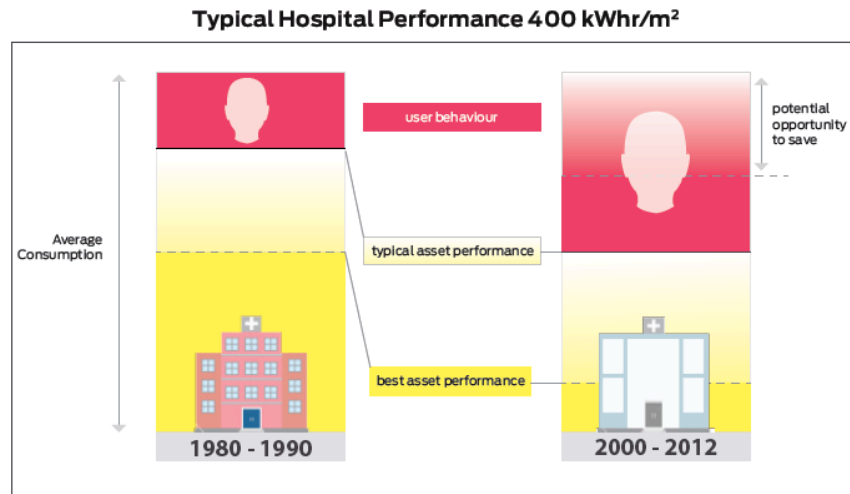 Typical Hospital Performance 400 kWhr/m²
user behaviour
potential
opportunity
to save
Average
Consumption
typical asset performance
best asset performance
1980 - 1990
2000 - 2012